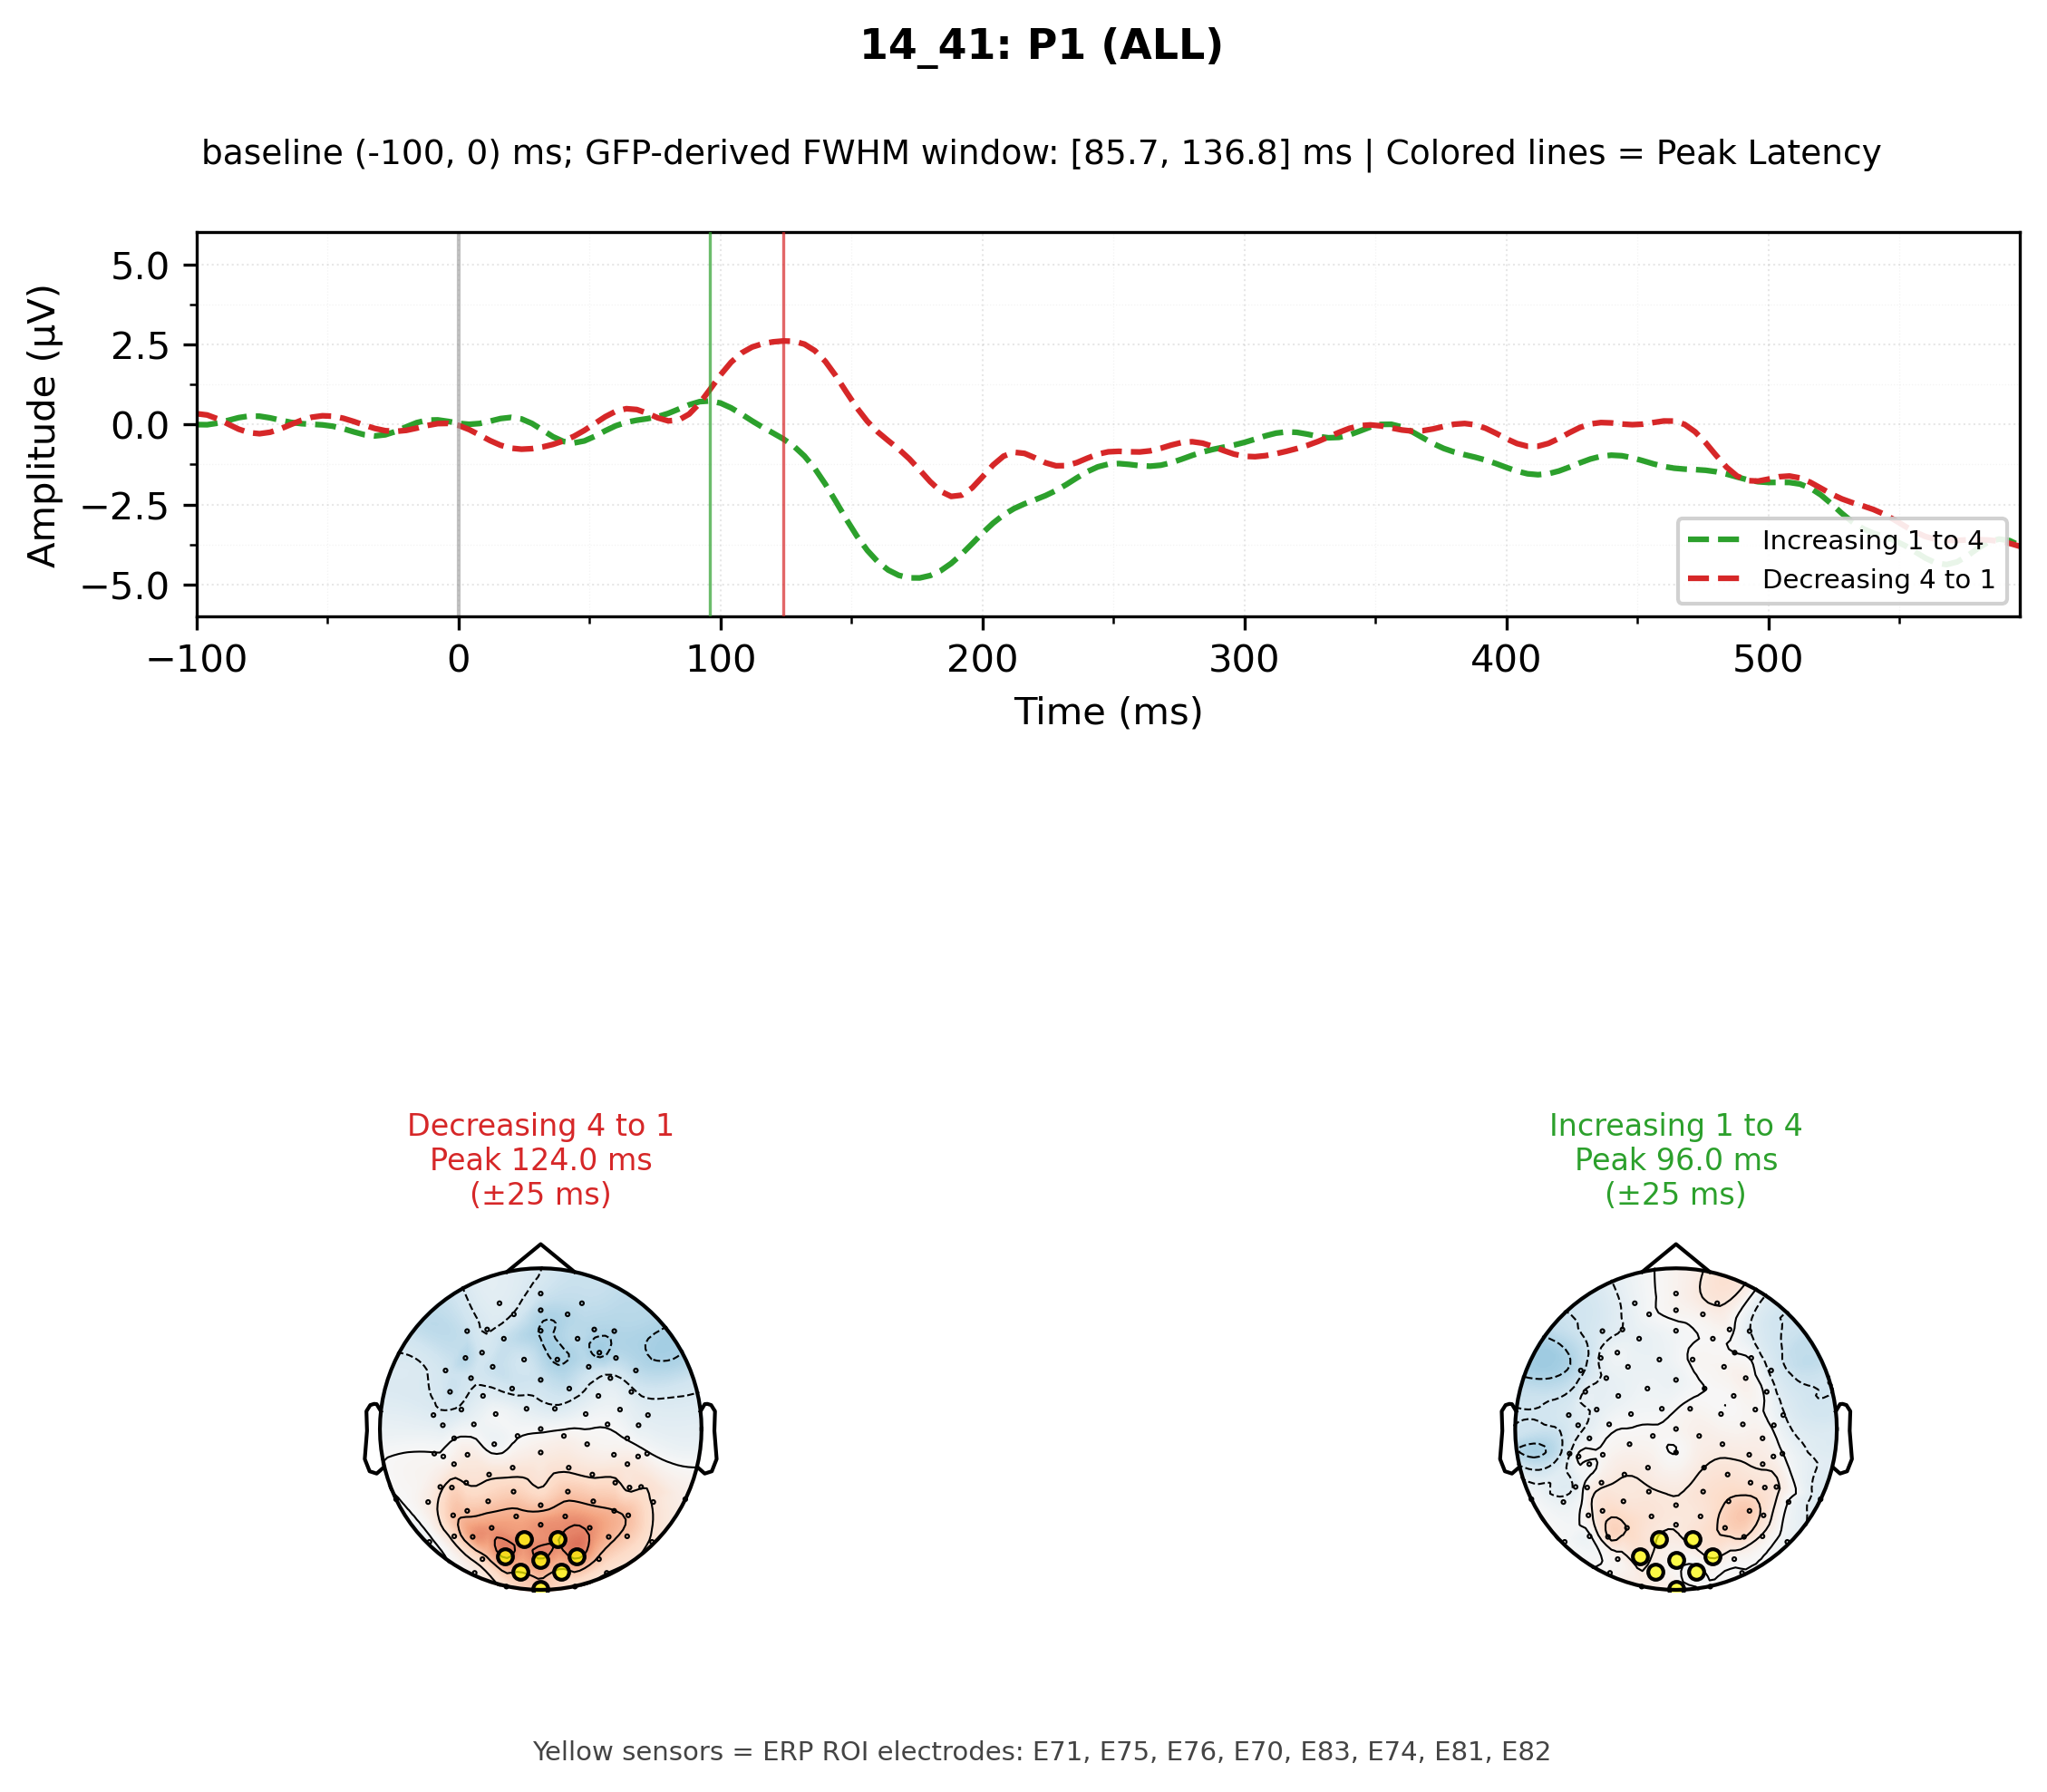 14_41: P1 (ALL)
baseline (-100, 0) ms; GFP-derived FWHM window: [85.7, 136.8] ms | Colored lines = Peak Latency
Amplitude (µV)
5.0
2.5
0.0
−2.5
−5.0
Increasing 1 to 4
Decreasing 4 to 1
−100 0 100 200 300 400 500
Time (ms)
Decreasing 4 to 1
Peak 124.0 ms
(±25 ms)
Increasing 1 to 4
Peak 96.0 ms
(±25 ms)
Yellow sensors = ERP ROI electrodes: E71, E75, E76, E70, E83, E74, E81, E82